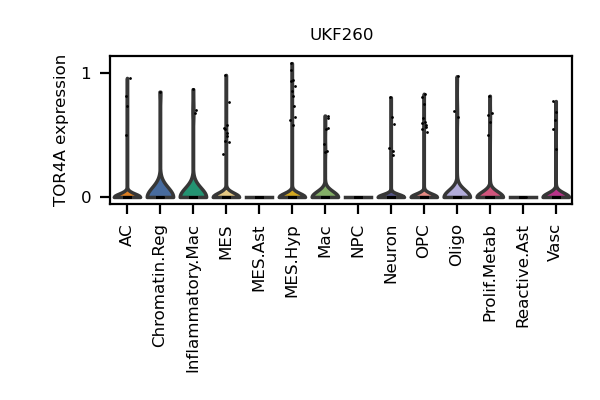 UKF260
TOR4A expression
1
0
AC
Chromatin.Reg
Inflammatory.Mac
MES
MES.Ast
MES.Hyp
Mac
NPC
Neuron
OPC
Oligo
Prolif.Metab
Reactive.Ast
Vasc